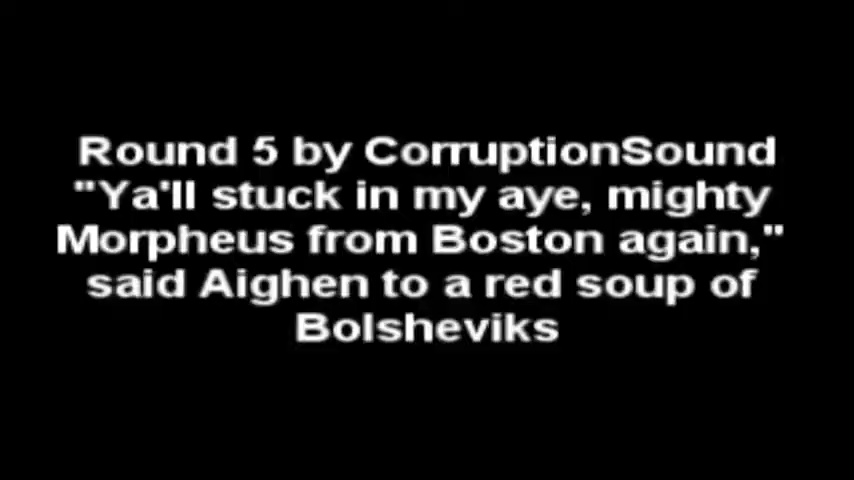 Round 5 by CorruptionSound
"Ya'll stuck in my aye, mighty
Morpheus from Boston again,"
said Aighen to a red soup of
Bolsheviks